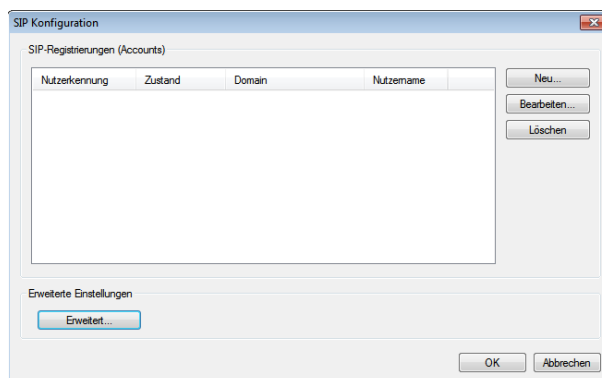 SIP Konfiguration
SIP-Registrierungen (Accounts)
Nutzerkennung Zustand Domain Nutzername
Neu...
Bearbeiten...
Löschen
Erweiterte Einstellungen
Erweitert...
OK Abbrechen